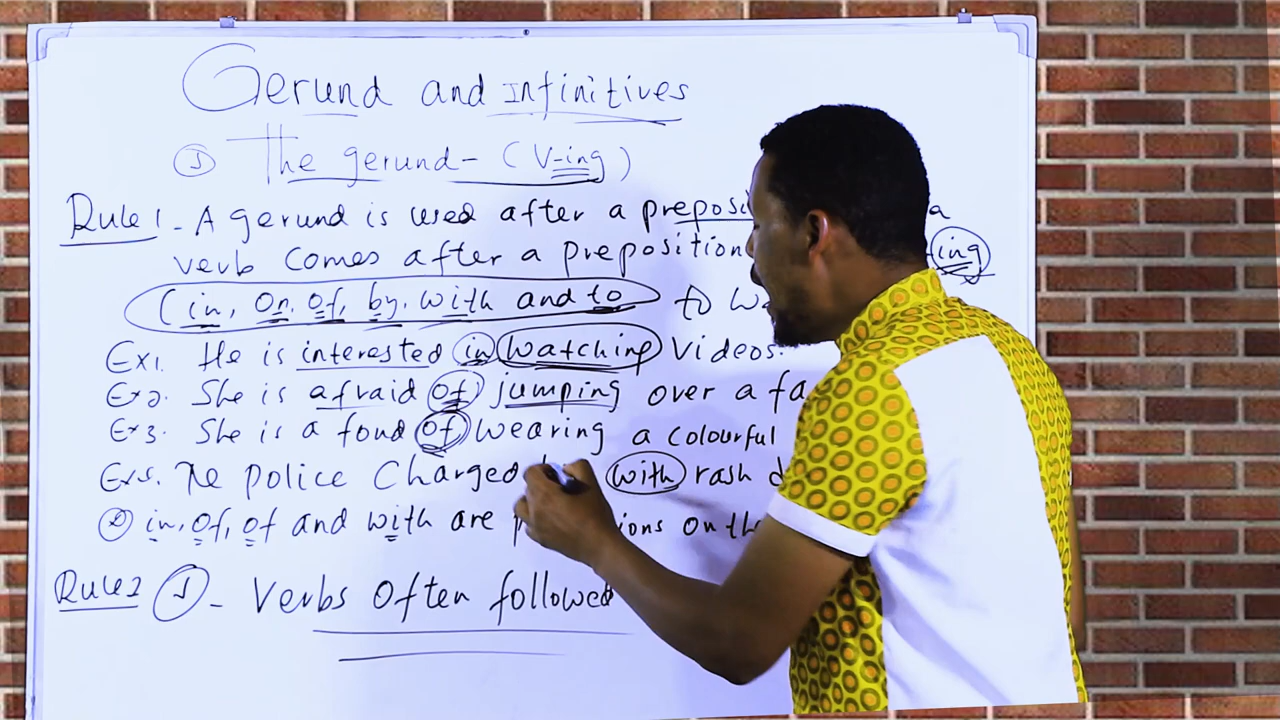 Gerund and Infinitives
① The gerund- (V-ing)
Rule 1 - A gerund is used after a a
verb comes after a preposition ing
(in, on, of, by, with and to to
Ex1. He is interested in watching Videos.
Ex2. She is afraid of jumping over a
Ex3. She is a fond of wearing a colourful
Ex5. The police Charged with rash
in, of, of and with are on
Rule 2 ① - Verbs Often followed